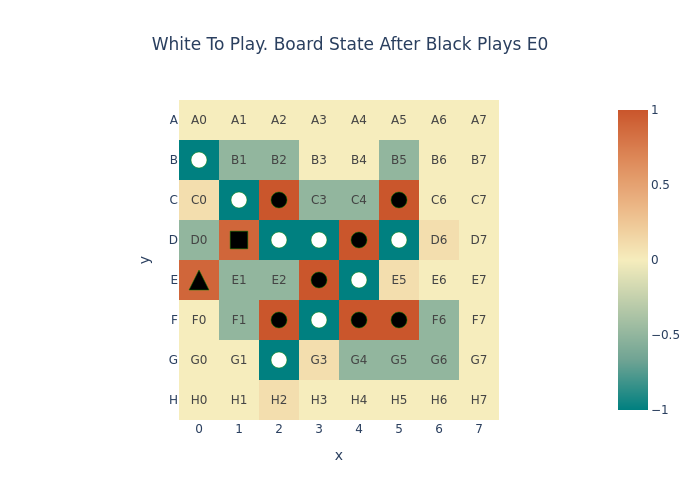 White To Play. Board State After Black Plays E0
A A0 A1 A2 A3 A4 A5 A6 A7
B B1 B2 B3 B4 B5 B6 B7
C C0 C3 C4 C6 C7
D D0 D6 D7
E E1 E2 E5 E6 E7
F F0 F1 F6 F7
G G0 G1 G3 G4 G5 G6 G7
H H0 H1 H2 H3 H4 H5 H6 H7
0 1 2 3 4 5 6 7
x
y
1
0.5
0
−0.5
−1